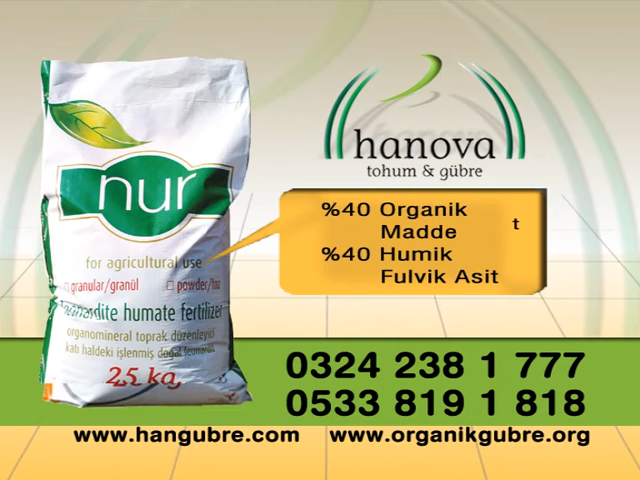 hanova
tohum & gübre
nur
for agricultural use
granular/granül
powder/toz
leonardite humate fertilizer
organomineral toprak düzenleyici
katı haldeki işlenmiş doğal leonardit
25 kg.
%40 Organik
Madde
t
%40 Humik
Fulvik Asit
0324 238 1 777
0533 819 1 818
www.hangubre.com www.organikgubre.org